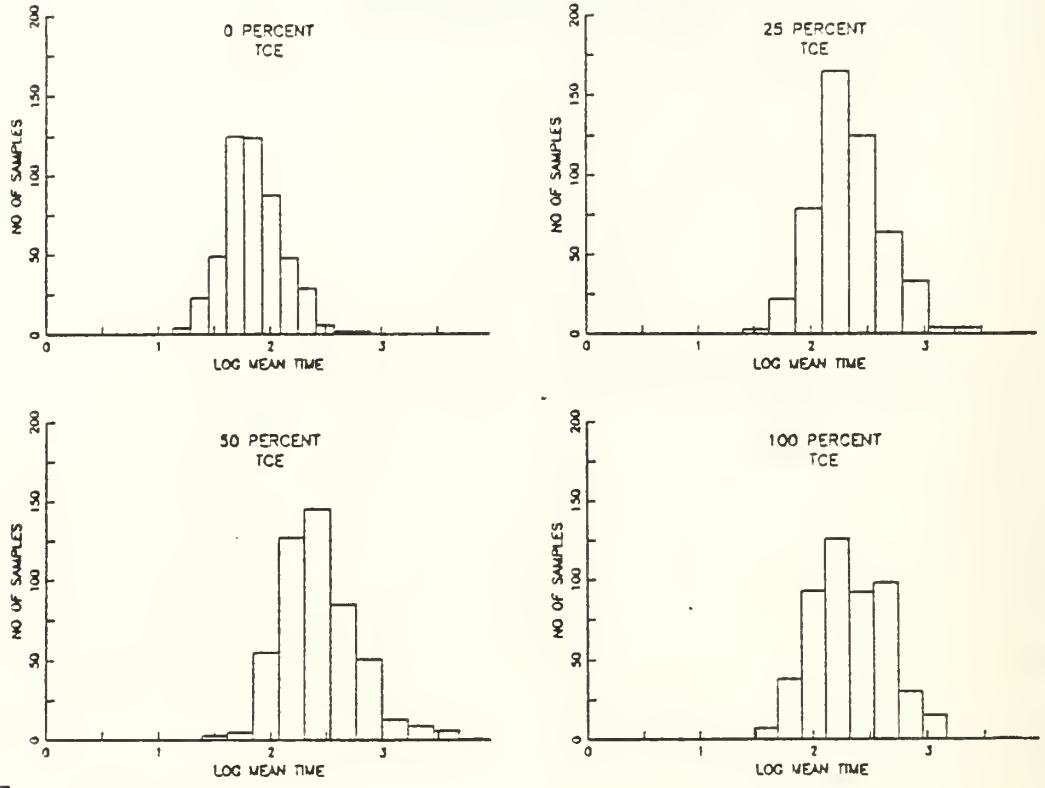 0 PERCENT
TCE
200
150
100
50
0
NO OF SAMPLES
0 1 2 3
LOG MEAN TIME
25 PERCENT
TCE
200
150
100
50
0
NO OF SAMPLES
0 1 2 3
LOG MEAN TIME
50 PERCENT
TCE
200
150
100
50
0
NO OF SAMPLES
0 1 2 3
LOG MEAN TIME
100 PERCENT
TCE
200
150
100
50
0
NO OF SAMPLES
0 1 2 3
LOG MEAN TIME